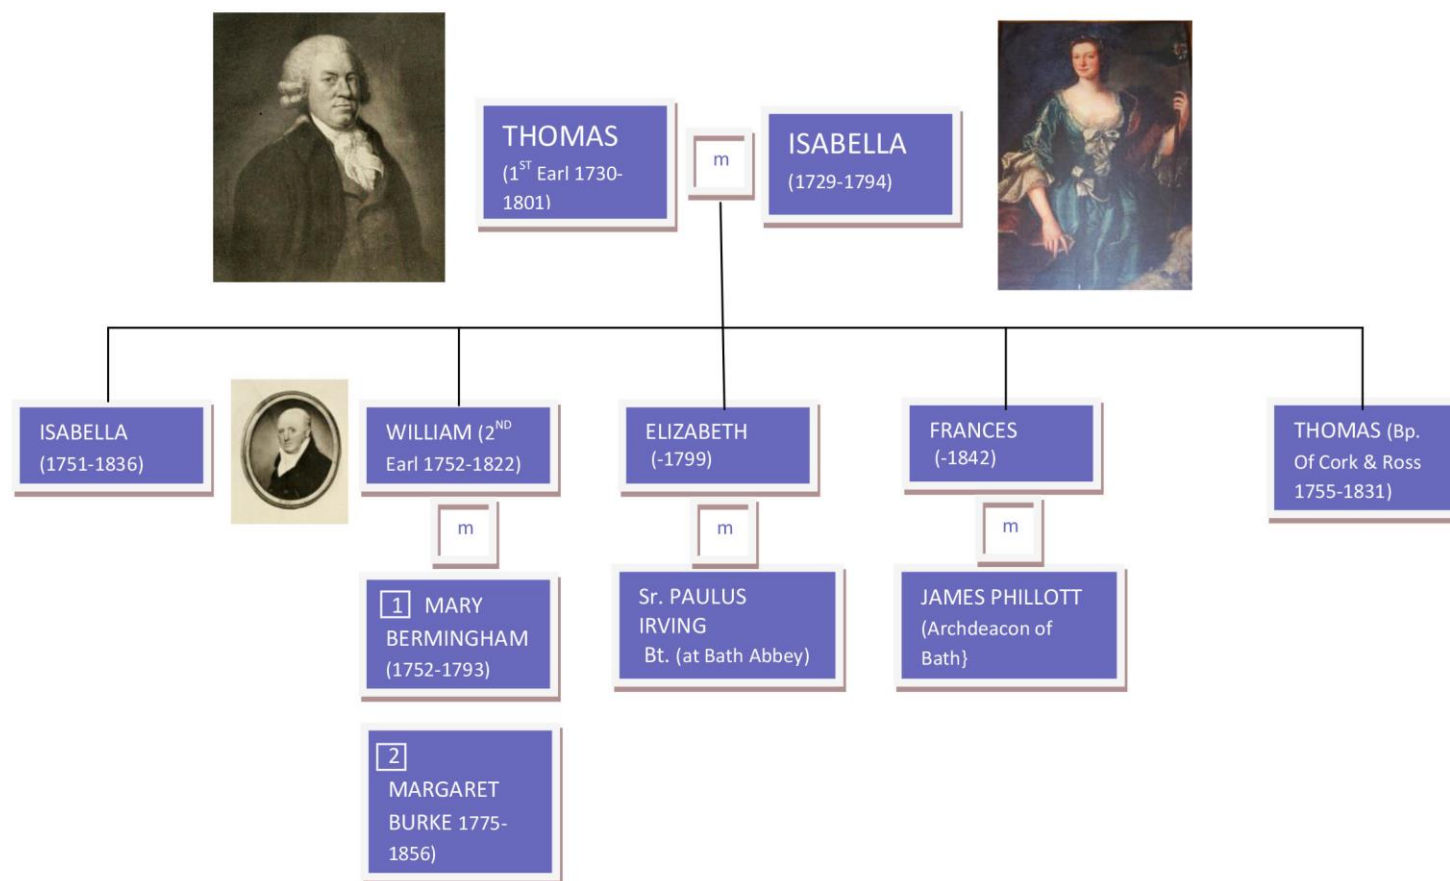 THOMAS
(1ST Earl 1730-
1801)
m
ISABELLA
(1729-1794)
ISABELLA
(1751-1836)
WILLIAM (2ND
Earl 1752-1822)
ELIZABETH
(-1799)
FRANCES
(-1842)
THOMAS (Bp.
Of Cork & Ross
1755-1831)
m
m
m
1 MARY
BERMINGHAM
(1752-1793)
Sr. PAULUS
IRVING
Bt. (at Bath Abbey)
JAMES PHILLOTT
(Archdeacon of
Bath}
2
MARGARET
BURKE 1775-
1856)